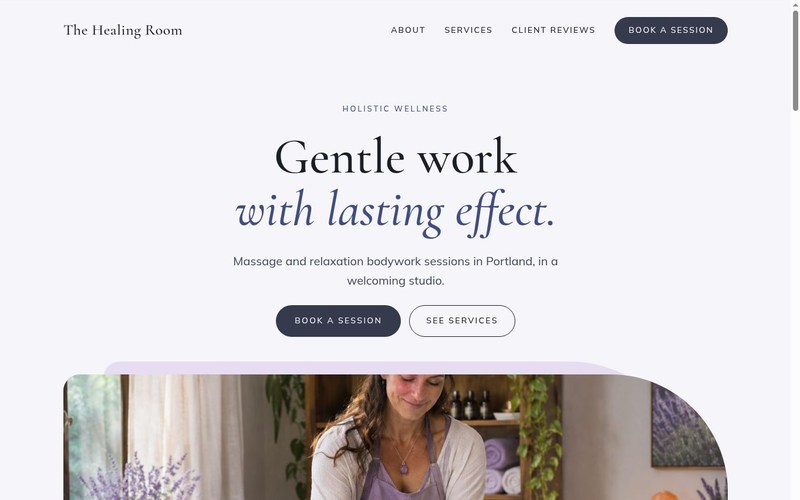 The Healing Room
ABOUT
SERVICES
CLIENT REVIEWS
BOOK A SESSION
HOLISTIC WELLNESS
Gentle work
with lasting effect.
Massage and relaxation bodywork sessions in Portland, in a
welcoming studio.
BOOK A SESSION
SEE SERVICES